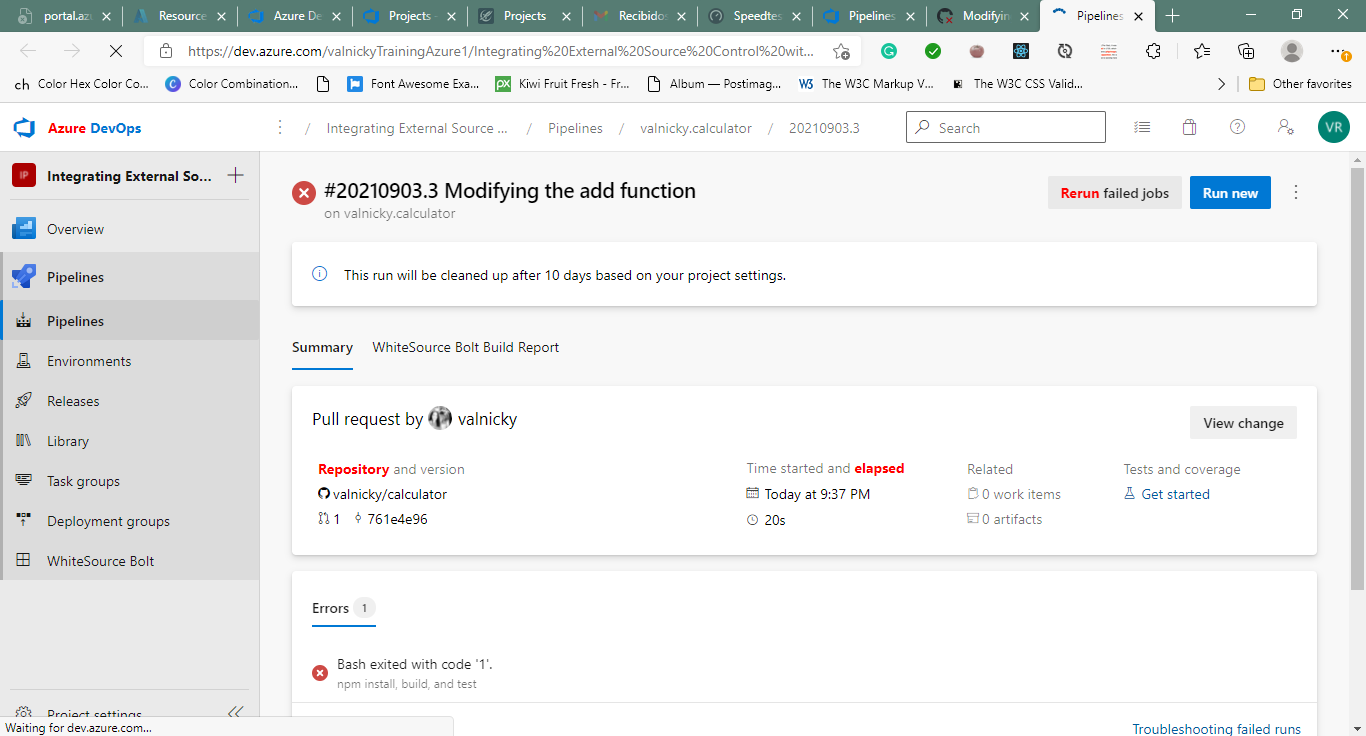 portal.az
Resource
Azure De
Projects -
Projects
Recibidos
Speedtes
Pipelines
Modifyin
Pipelines
https://dev.azure.com/valnickyTrainingAzure1/Integrating%20External%20Source%20Control%20wit...
ch Color Hex Color Co...
Color Combination...
Font Awesome Exa...
px Kiwi Fruit Fresh - Fr...
Album — Postimag...
W3 The W3C Markup V...
The W3C CSS Valid...
Other favorites
Azure DevOps
/ Integrating External Source ... / Pipelines / valnicky.calculator / 20210903.3
Search
VR
IP Integrating External So...
Overview
Pipelines
Pipelines
Environments
Releases
Library
Task groups
Deployment groups
WhiteSource Bolt
Project settings
Waiting for dev.azure.com...
#20210903.3 Modifying the add function
on valnicky.calculator
Rerun failed jobs
Run new
This run will be cleaned up after 10 days based on your project settings.
Summary
WhiteSource Bolt Build Report
Pull request by valnicky
View change
Repository and version
valnicky/calculator
1 761e4e96
Time started and elapsed
Today at 9:37 PM
20s
Related
0 work items
0 artifacts
Tests and coverage
Get started
Errors 1
Bash exited with code '1'.
npm install, build, and test
Troubleshooting failed runs